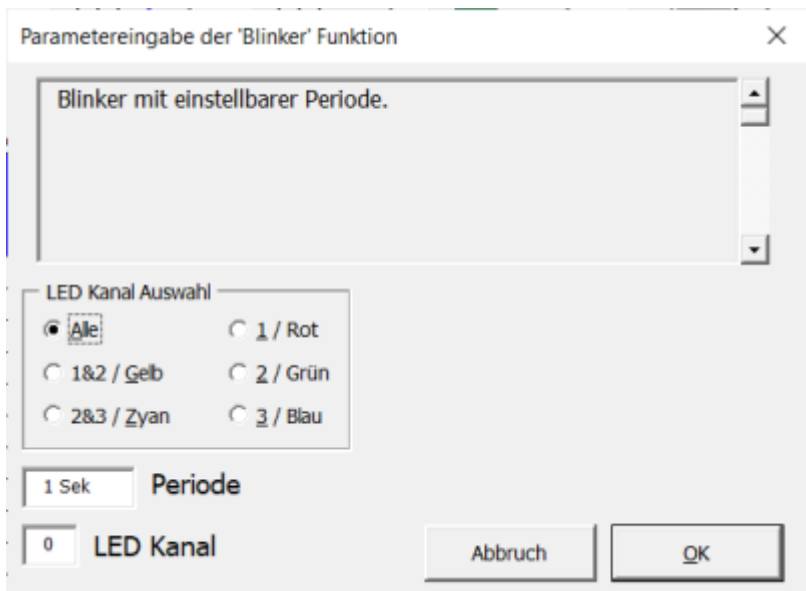 Parametereingabe der 'Blinker' Funktion
Blinker mit einstellbarer Periode.
LED Kanal Auswahl
Alle 1 / Rot
1&2 / Gelb 2 / Grün
2&3 / Zyan 3 / Blau
1 Sek Periode
0 LED Kanal
Abbruch OK